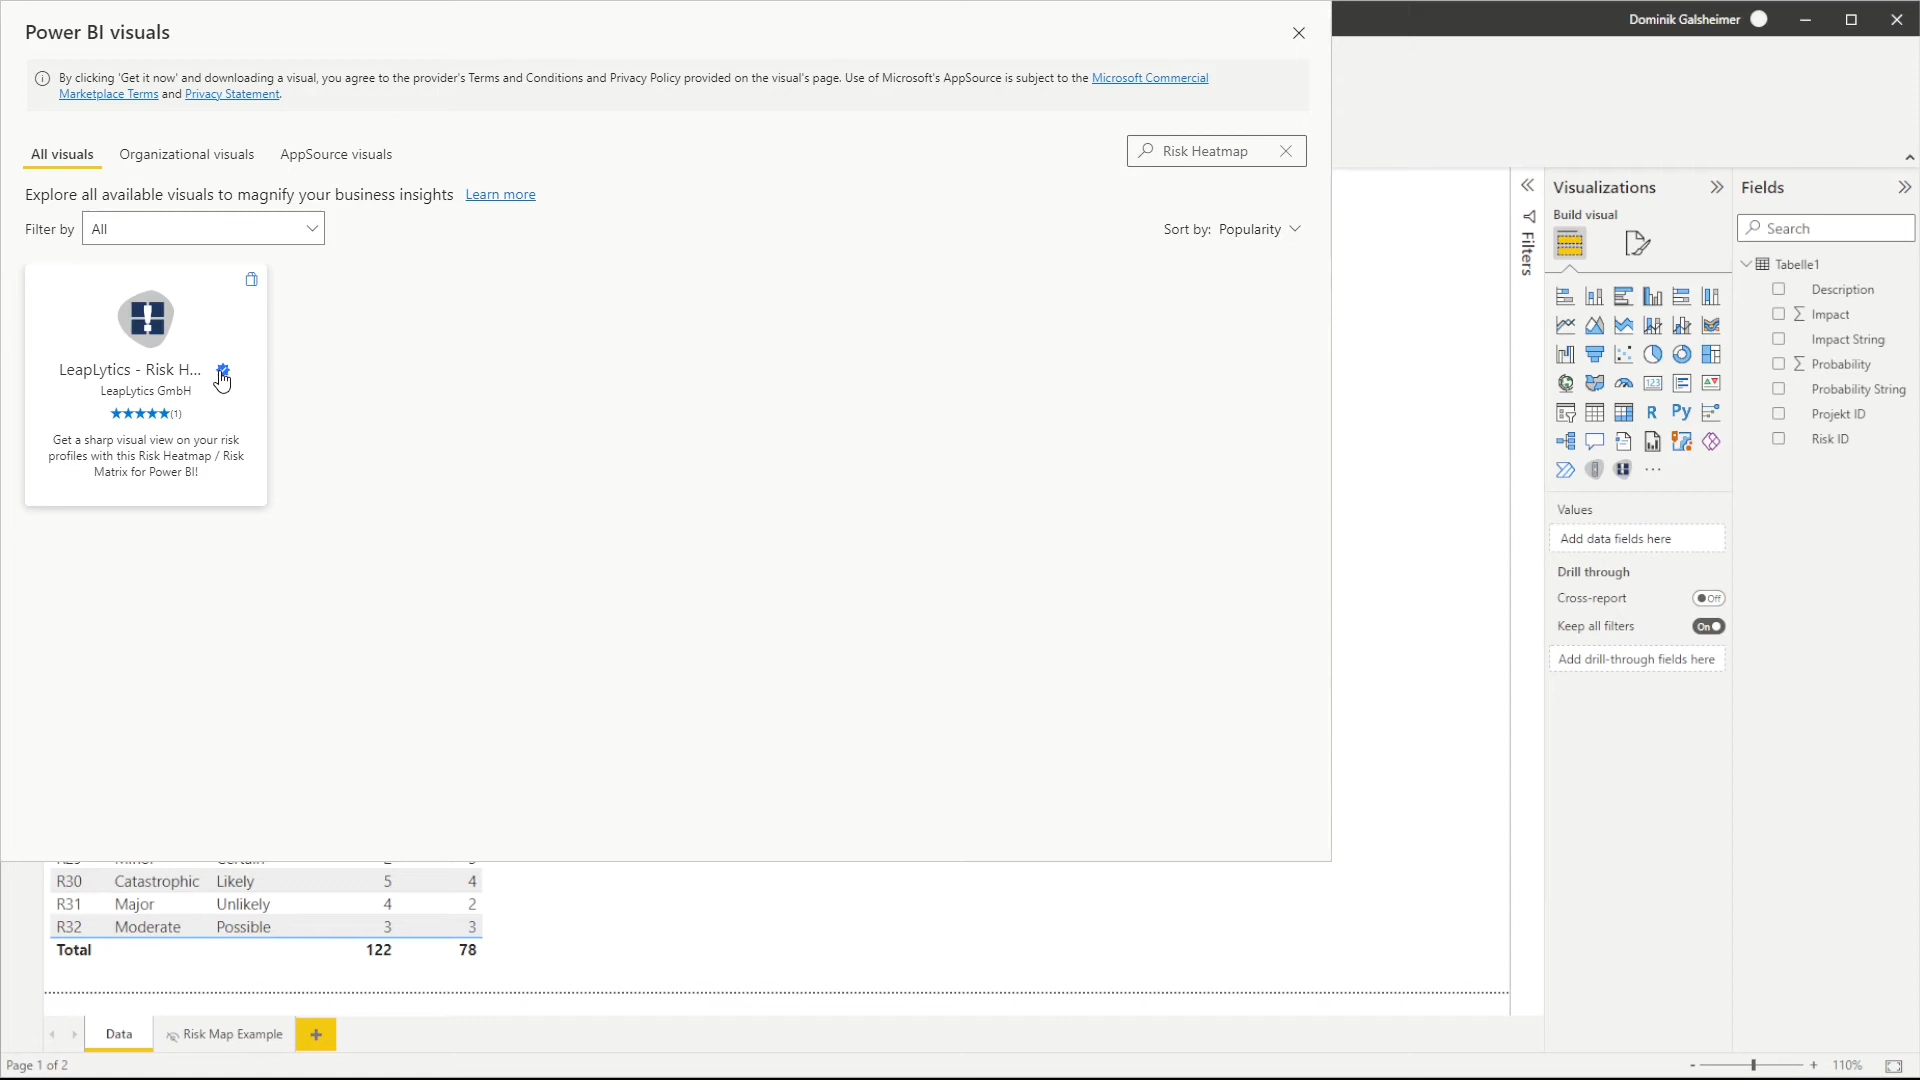 Power BI visuals
Dominik Galsheimer
By clicking 'Get it now' and downloading a visual, you agree to the provider's Terms and Conditions and Privacy Policy provided on the visual's page. Use of Microsoft's AppSource is subject to the Microsoft Commercial
Marketplace Terms and Privacy Statement.
All visuals
Organizational visuals
AppSource visuals
Risk Heatmap
Explore all available visuals to magnify your business insights Learn more
Filter by All
Sort by: Popularity
LeapLytics - Risk H...
LeapLytics GmbH
(1)
Get a sharp visual view on your risk
profiles with this Risk Heatmap / Risk
Matrix for Power BI!
R30 Catastrophic Likely 5 4
R31 Major Unlikely 4 2
R32 Moderate Possible 3 3
Total 122 78
Data
Risk Map Example
+
Page 1 of 2
Filters
Visualizations
Build visual
123
R
Py
...
Values
Add data fields here
Drill through
Cross-report Off
Keep all filters On
Add drill-through fields here
Fields
Search
Tabelle1
Description
∑ Impact
Impact String
∑ Probability
Probability String
Projekt ID
Risk ID
- + 110%